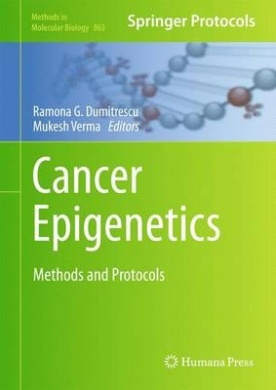 Methods in
Molecular Biology 863
Springer Protocols
Ramona G. Dumitrescu
Mukesh Verma Editors
Cancer
Epigenetics
Methods and Protocols
Humana Press